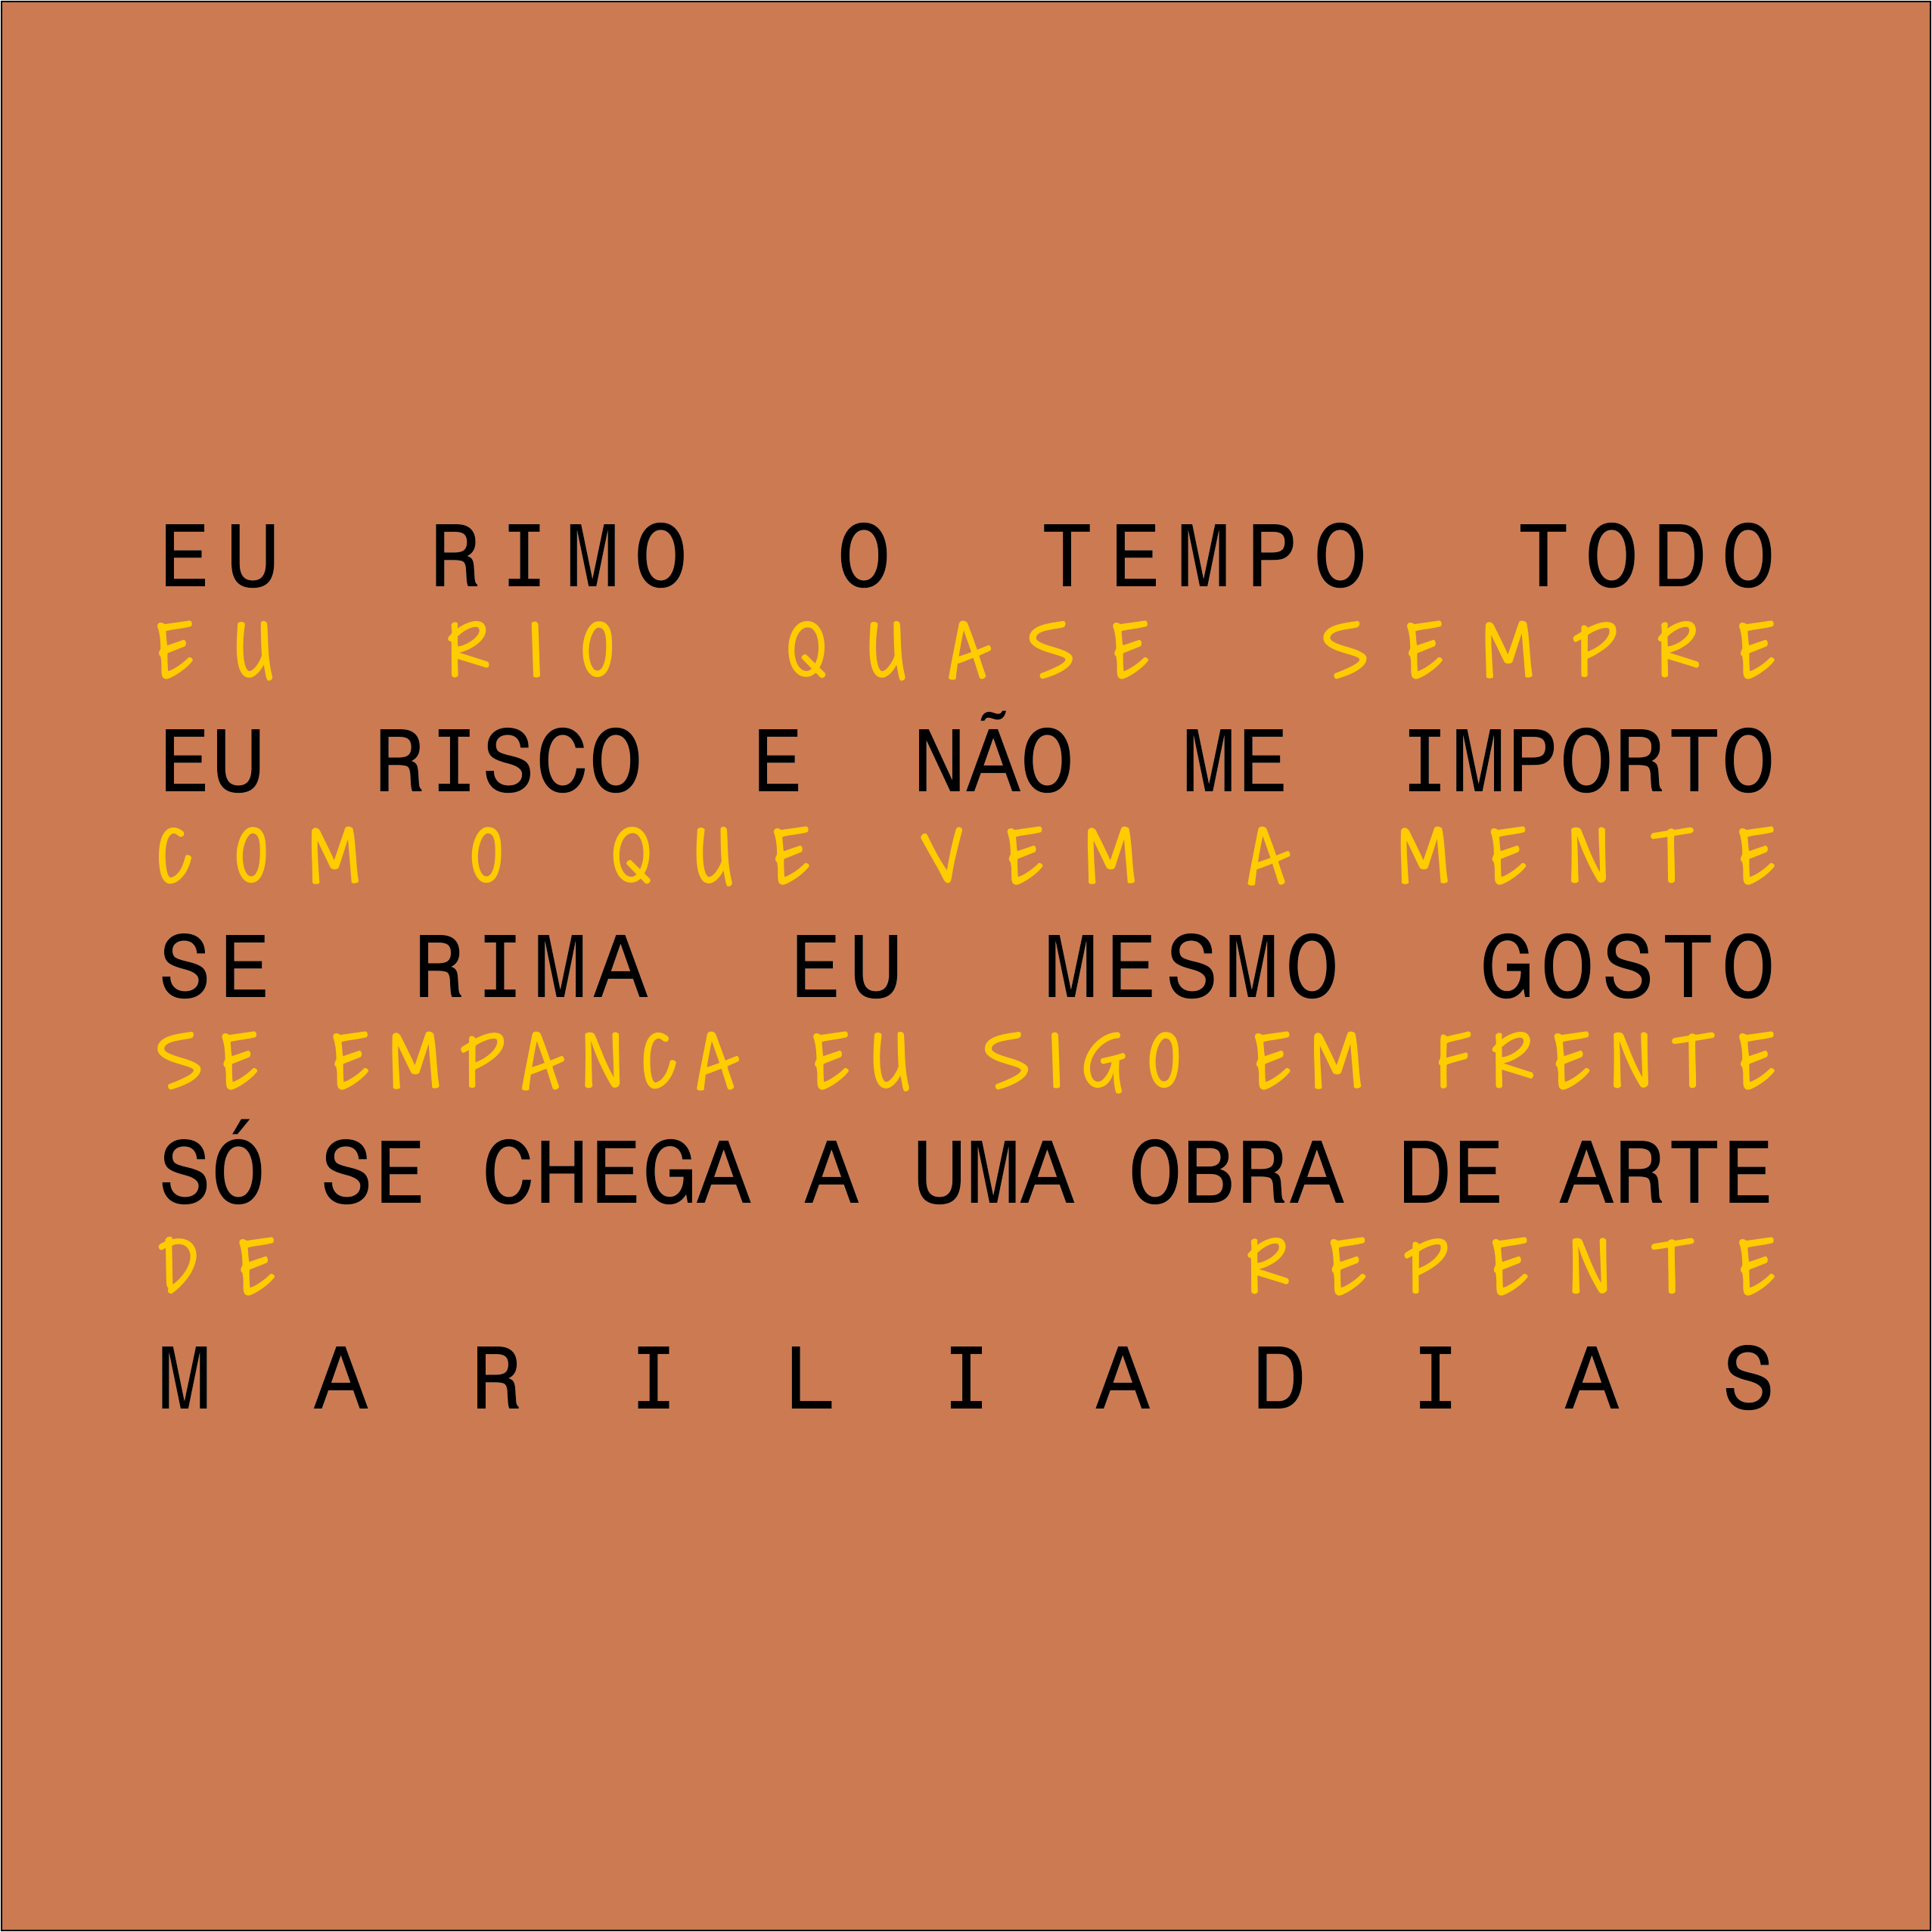 EU RIMO O TEMPO TODO
EU RIO QUASE SEMPRE
EU RISCO E NÃO ME IMPORTO
COM O QUE VEM A MENTE
SE RIMA EU MESMO GOSTO
SE EMPANCA EU SIGO EM FRENTE
SÓ SE CHEGA A UMA OBRA DE ARTE
DE REPENTE
MARILIADIAS